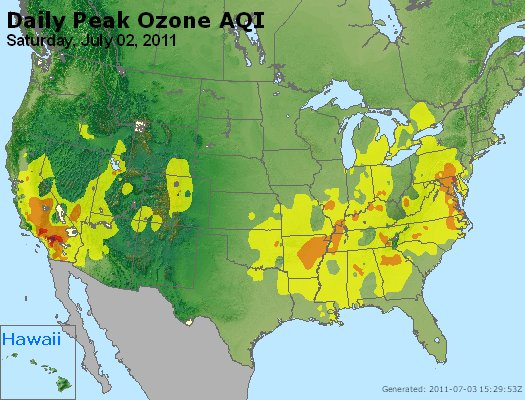 Daily Peak Ozone AQI
Saturday, July 02, 2011
Hawaii
Generated: 2011-07-03 15:29:53Z